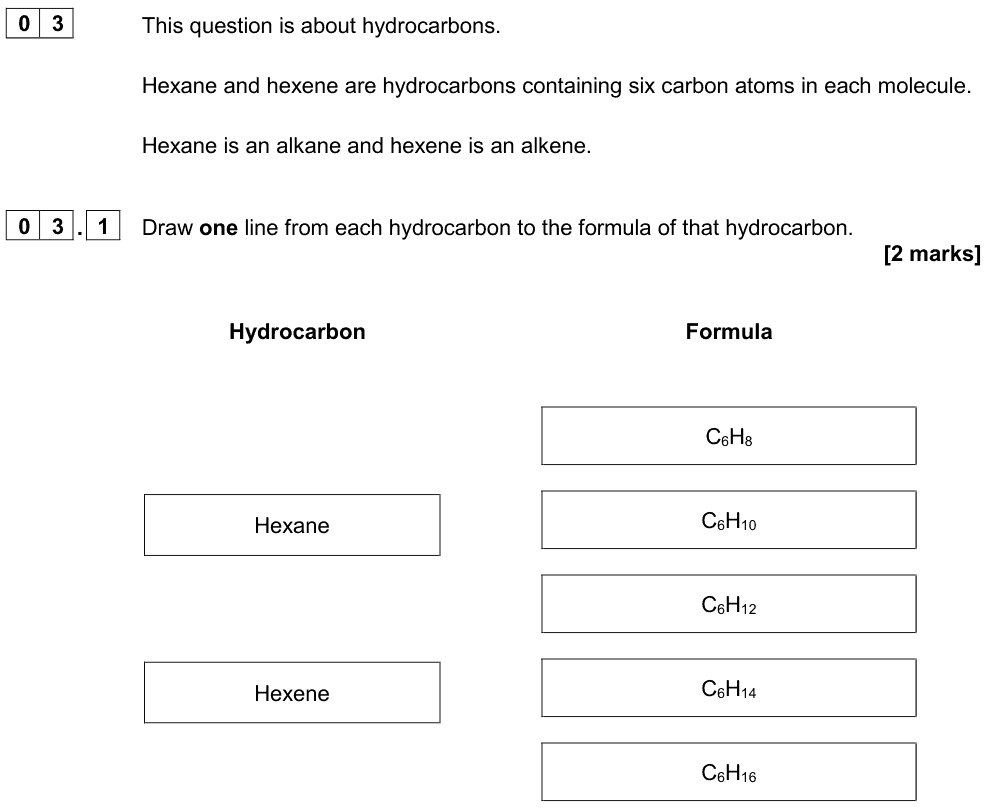 0 3 This question is about hydrocarbons.
Hexane and hexene are hydrocarbons containing six carbon atoms in each molecule.
Hexane is an alkane and hexene is an alkene.
0 3 . 1 Draw one line from each hydrocarbon to the formula of that hydrocarbon.
[2 marks]
Hydrocarbon Formula
C₆H₈
Hexane
C₆H₁₀
C₆H₁₂
Hexene
C₆H₁₄
C₆H₁₆